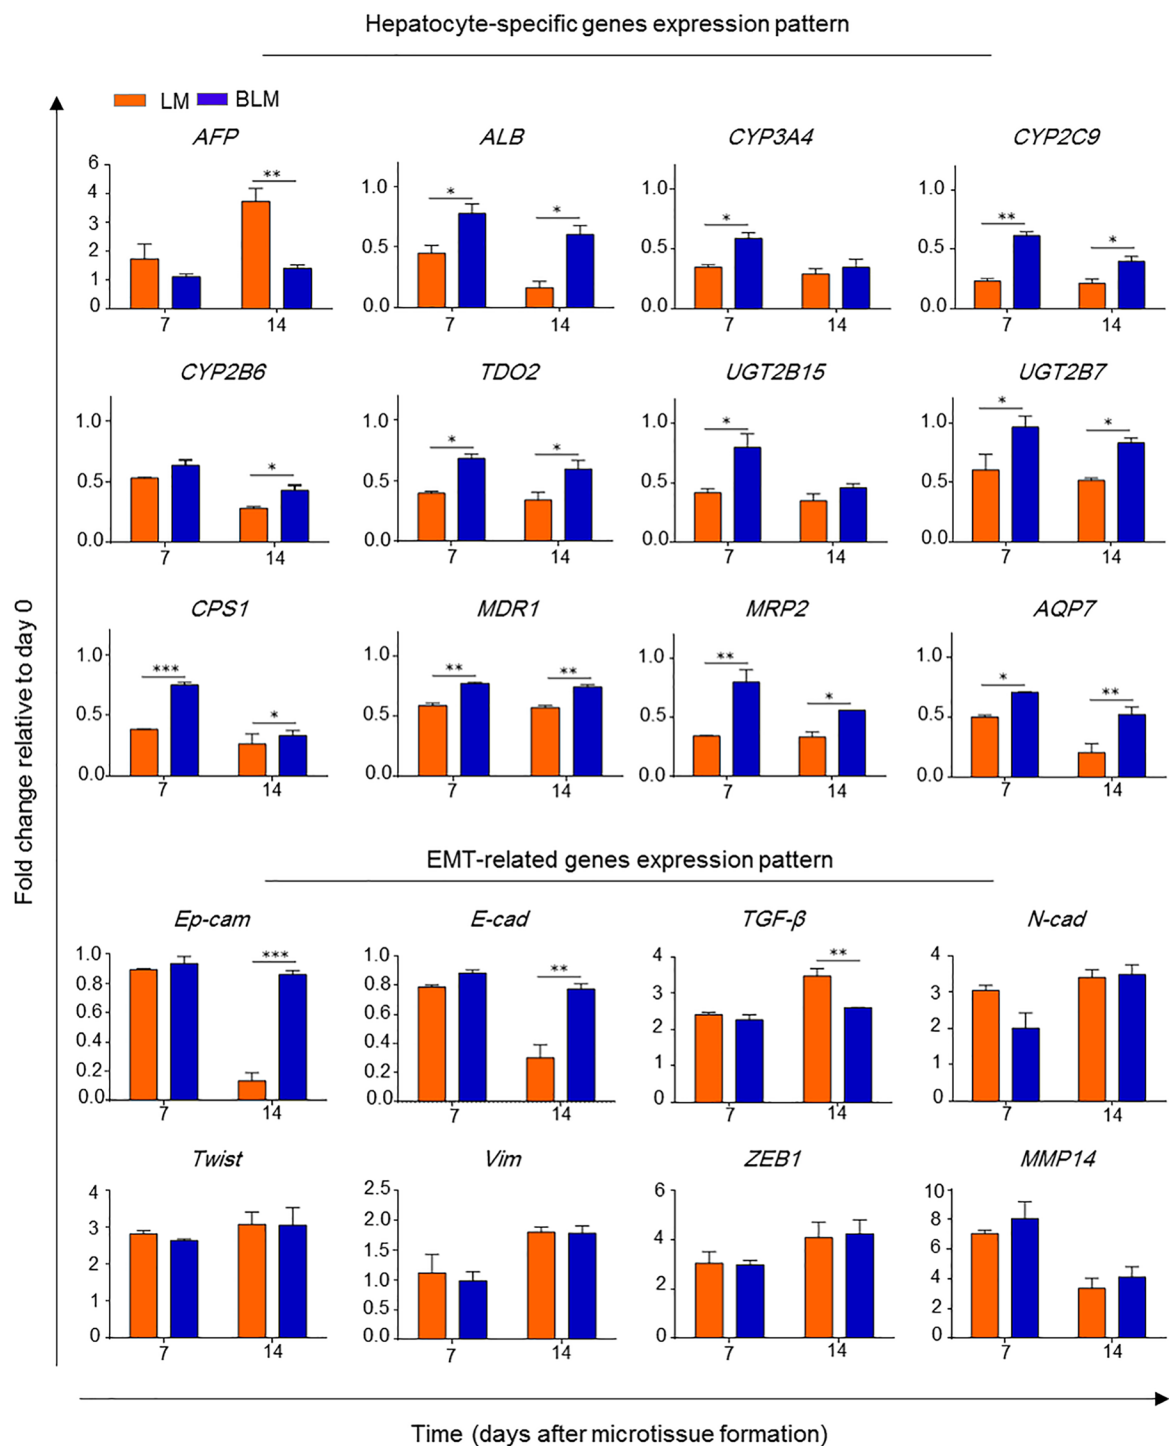 Hepatocyte-specific genes expression pattern
LM BLM
AFP ALB CYP3A4 CYP2C9
6 4 3 2 1 0 ** 7 14
1.0 0.5 0.0 * * 7 14
1.0 0.5 0.0 * 7 14
1.0 0.5 0.0 ** * 7 14
CYP2B6 TDO2 UGT2B15 UGT2B7
1.0 0.5 0.0 * 7 14
1.0 0.5 0.0 * * 7 14
1.0 0.5 0.0 * 7 14
1.0 0.5 0.0 * * 7 14
CPS1 MDR1 MRP2 AQP7
1.0 0.5 0.0 *** * 7 14
1.0 0.5 0.0 ** ** 7 14
1.0 0.5 0.0 ** * 7 14
1.0 0.5 0.0 * ** 7 14
Fold change relative to day 0
EMT-related genes expression pattern
Ep-cam E-cad TGF-β N-cad
1.0 0.8 0.6 0.4 0.2 0.0 *** 7 14
1.0 0.8 0.6 0.4 0.2 0.0 ** 7 14
4 3 2 1 0 ** 7 14
4 3 2 1 0 7 14
Twist Vim ZEB1 MMP14
4 3 2 1 0 7 14
2.5 2.0 1.5 1.0 0.5 0.0 7 14
6 4 2 0 7 14
10 8 6 4 2 0 7 14
Time (days after microtissue formation)